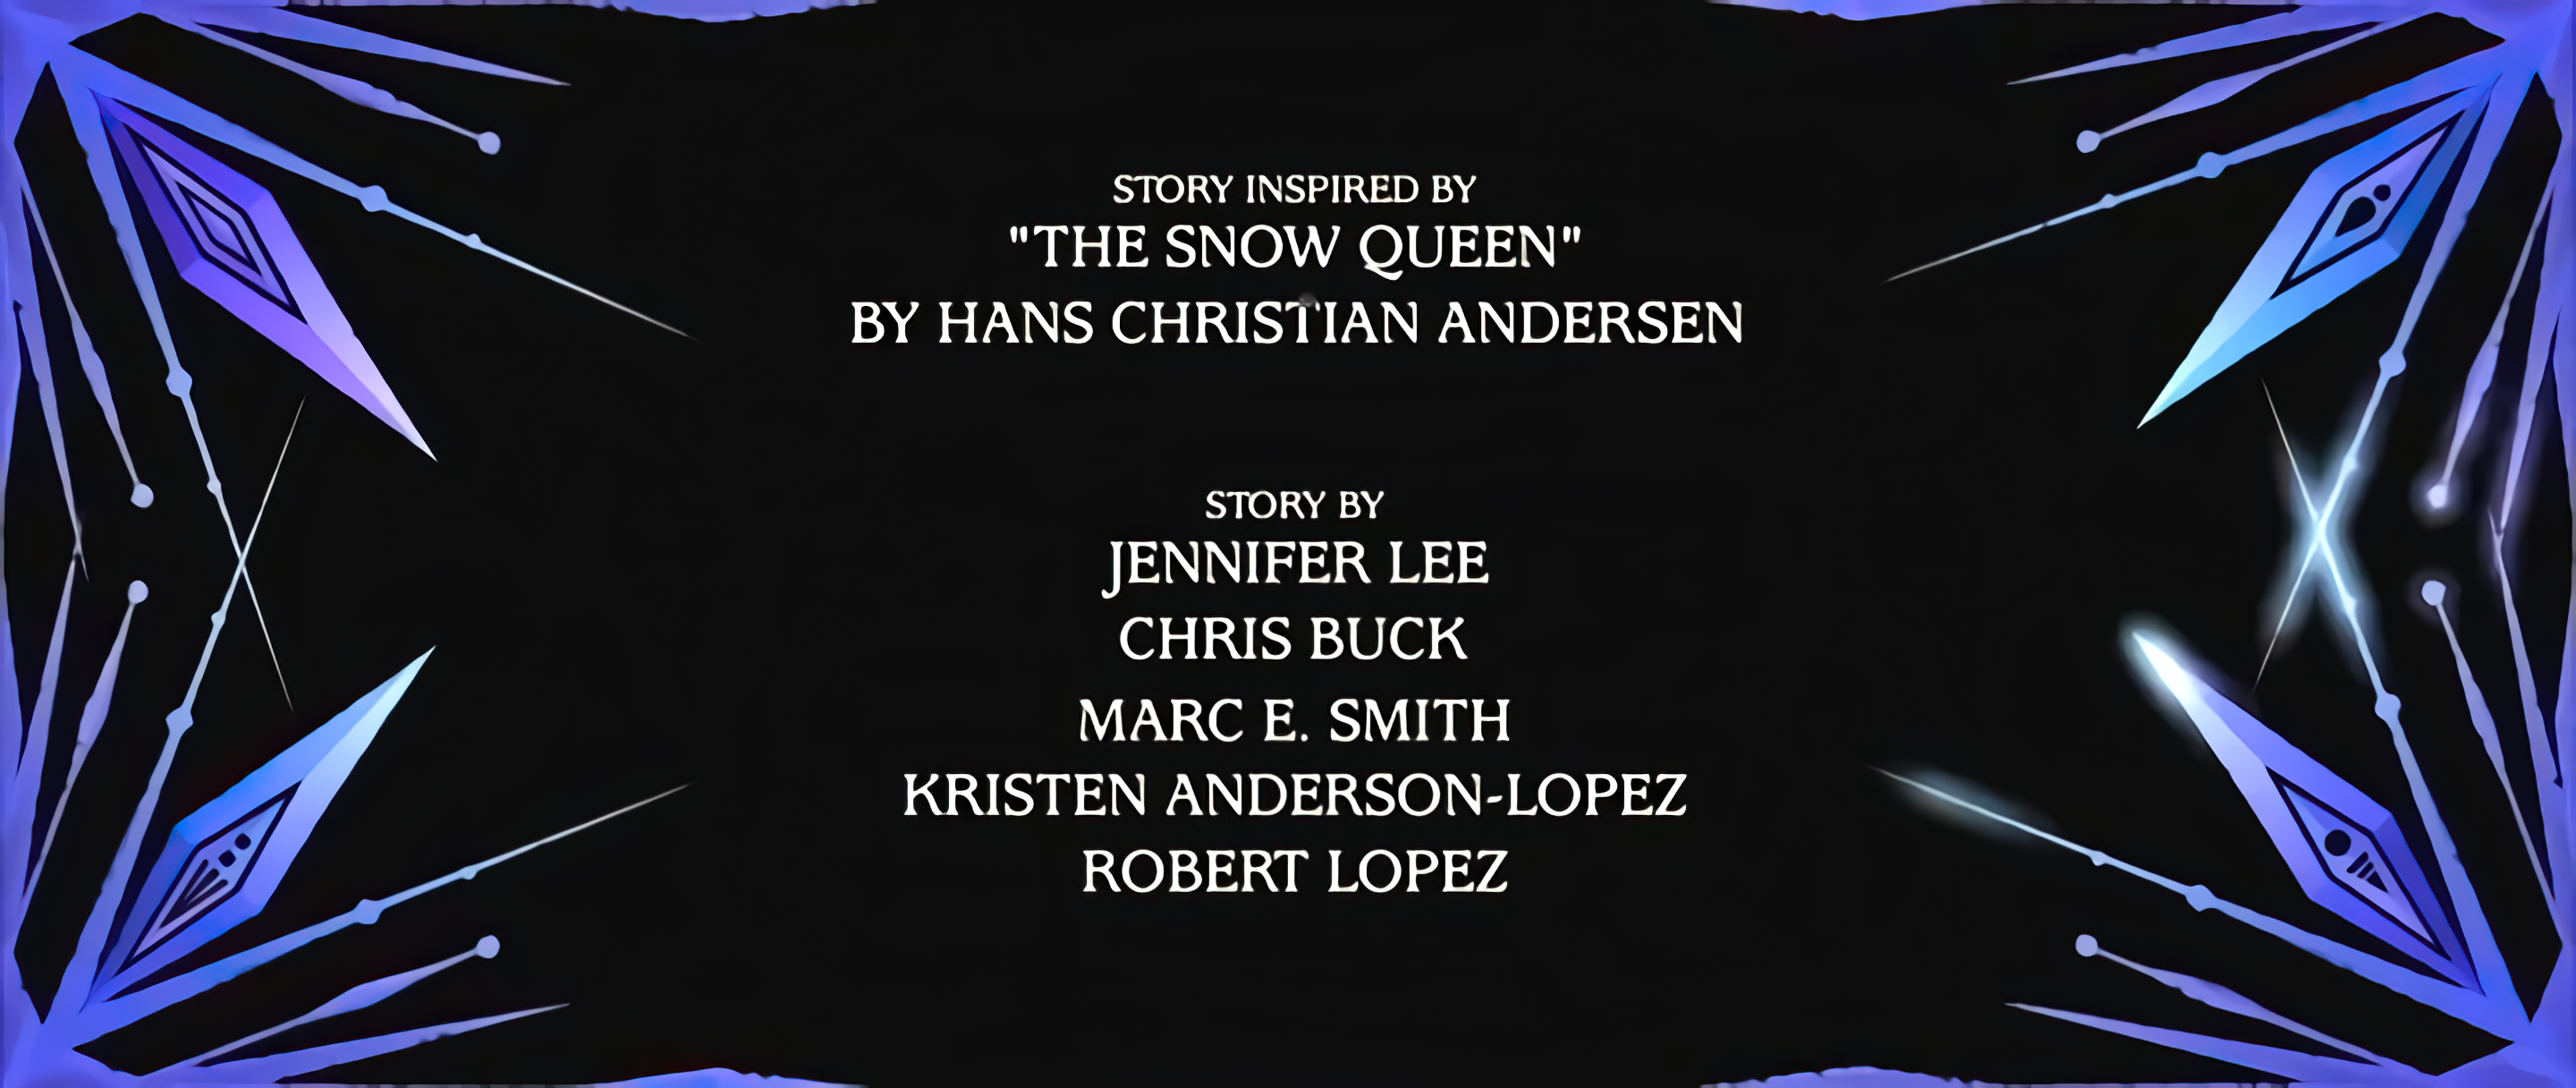 STORY INSPIRED BY
"THE SNOW QUEEN"
BY HANS CHRISTIAN ANDERSEN
STORY BY
JENNIFER LEE
CHRIS BUCK
MARC E. SMITH
KRISTEN ANDERSON-LOPEZ
ROBERT LOPEZ